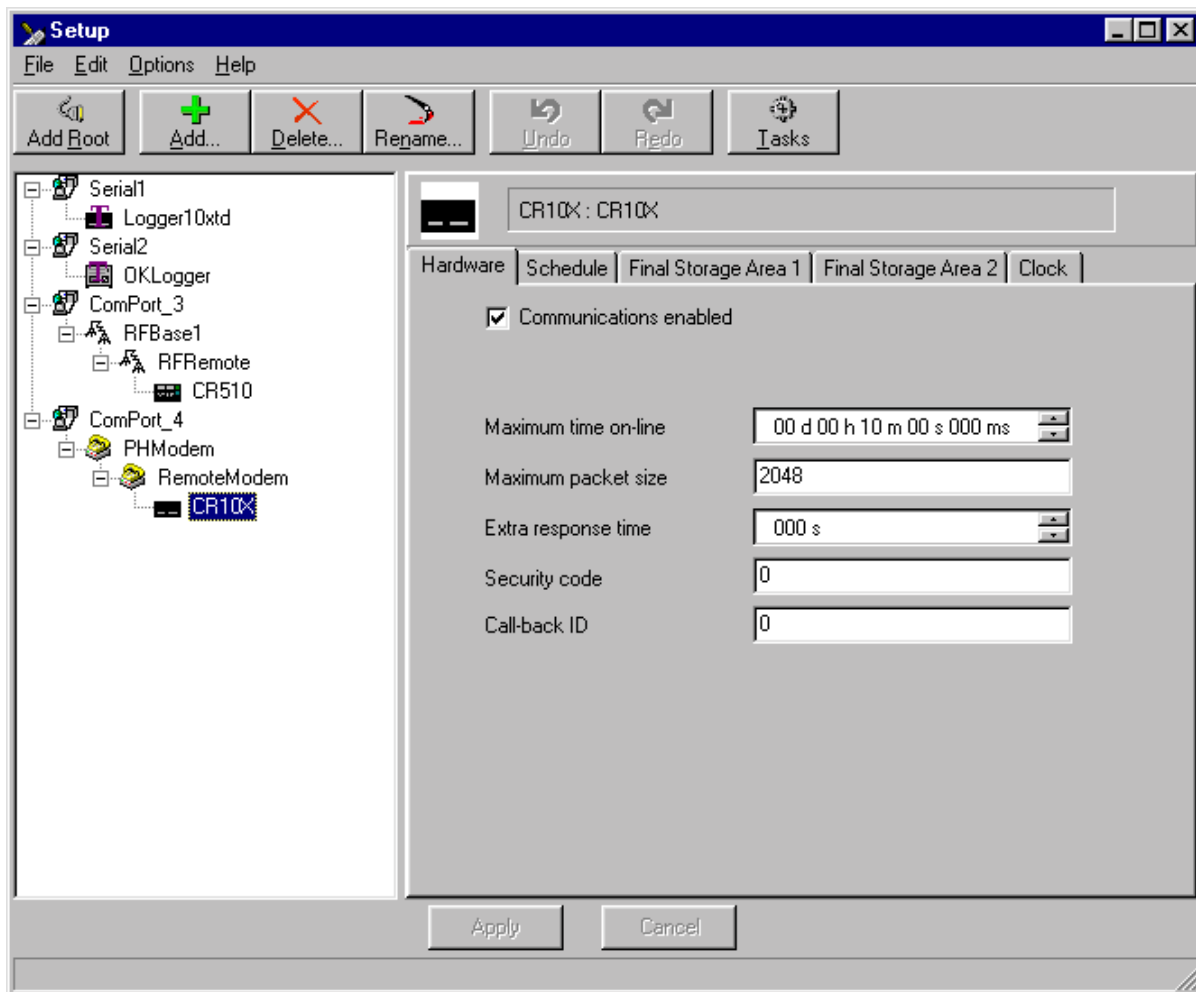 Setup
File Edit Options Help
Add Root Add... Delete... Rename... Undo Redo Tasks
Serial1
Logger10xtd
Serial2
OKLogger
ComPort_3
RFBase1
RFRemote
CR510
ComPort_4
PHModem
RemoteModem
CR10X
CR10X : CR10X
Hardware Schedule Final Storage Area 1 Final Storage Area 2 Clock
Communications enabled
Maximum time on-line 00 d 00 h 10 m 00 s 000 ms
Maximum packet size 2048
Extra response time 000 s
Security code 0
Call-back ID 0
Apply Cancel